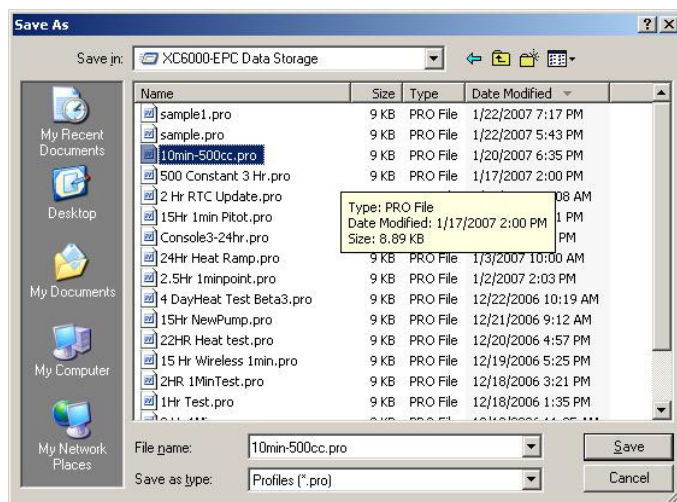 Save As
Save in: XC6000-EPC Data Storage
Name Size Type Date Modified
sample1.pro 9 KB PRO File 1/22/2007 7:17 PM
sample.pro 9 KB PRO File 1/22/2007 5:43 PM
10min-500cc.pro 9 KB PRO File 1/20/2007 6:35 PM
500 Constant 3 Hr.pro 9 KB PRO File 1/17/2007 2:00 PM
2 Hr RTC Update.pro 08 AM
15Hr 1min Pitot.pro 1 PM
Console3-24hr.pro PM
Type: PRO File
Date Modified: 1/17/2007 2:00 PM
Size: 8.89 KB
24Hr Heat Ramp.pro 9 KB PRO File 1/3/2007 10:00 AM
2.5Hr 1minpoint.pro 9 KB PRO File 1/2/2007 2:03 PM
4 DayHeat Test Beta3.pro 9 KB PRO File 12/22/2006 10:19 AM
15Hr NewPump.pro 9 KB PRO File 12/21/2006 9:12 AM
22HR Heat test.pro 9 KB PRO File 12/20/2006 4:57 PM
15 Hr Wireless 1min.pro 9 KB PRO File 12/19/2006 5:25 PM
2HR 1MinTest.pro 9 KB PRO File 12/18/2006 3:21 PM
1Hr Test.pro 9 KB PRO File 12/18/2006 1:35 PM
My Recent
Documents
Desktop
My Documents
My Computer
My Network
Places
File name: 10min-500cc.pro Save
Save as type: Profiles (*.pro) Cancel